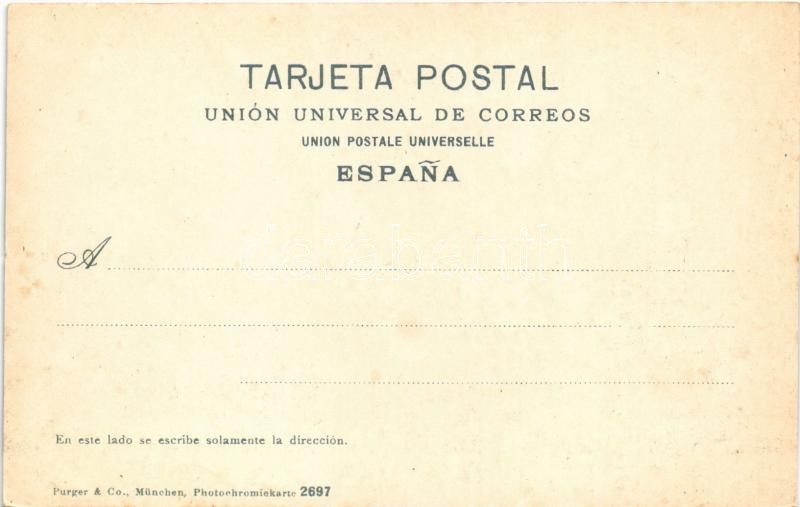 TARJETA POSTAL
UNIÓN UNIVERSAL DE CORREOS
UNION POSTALE UNIVERSELLE
ESPAÑA
A
En este lado se escribe solamente la dirección.
Purger & Co., München, Photochromiekarte 2697